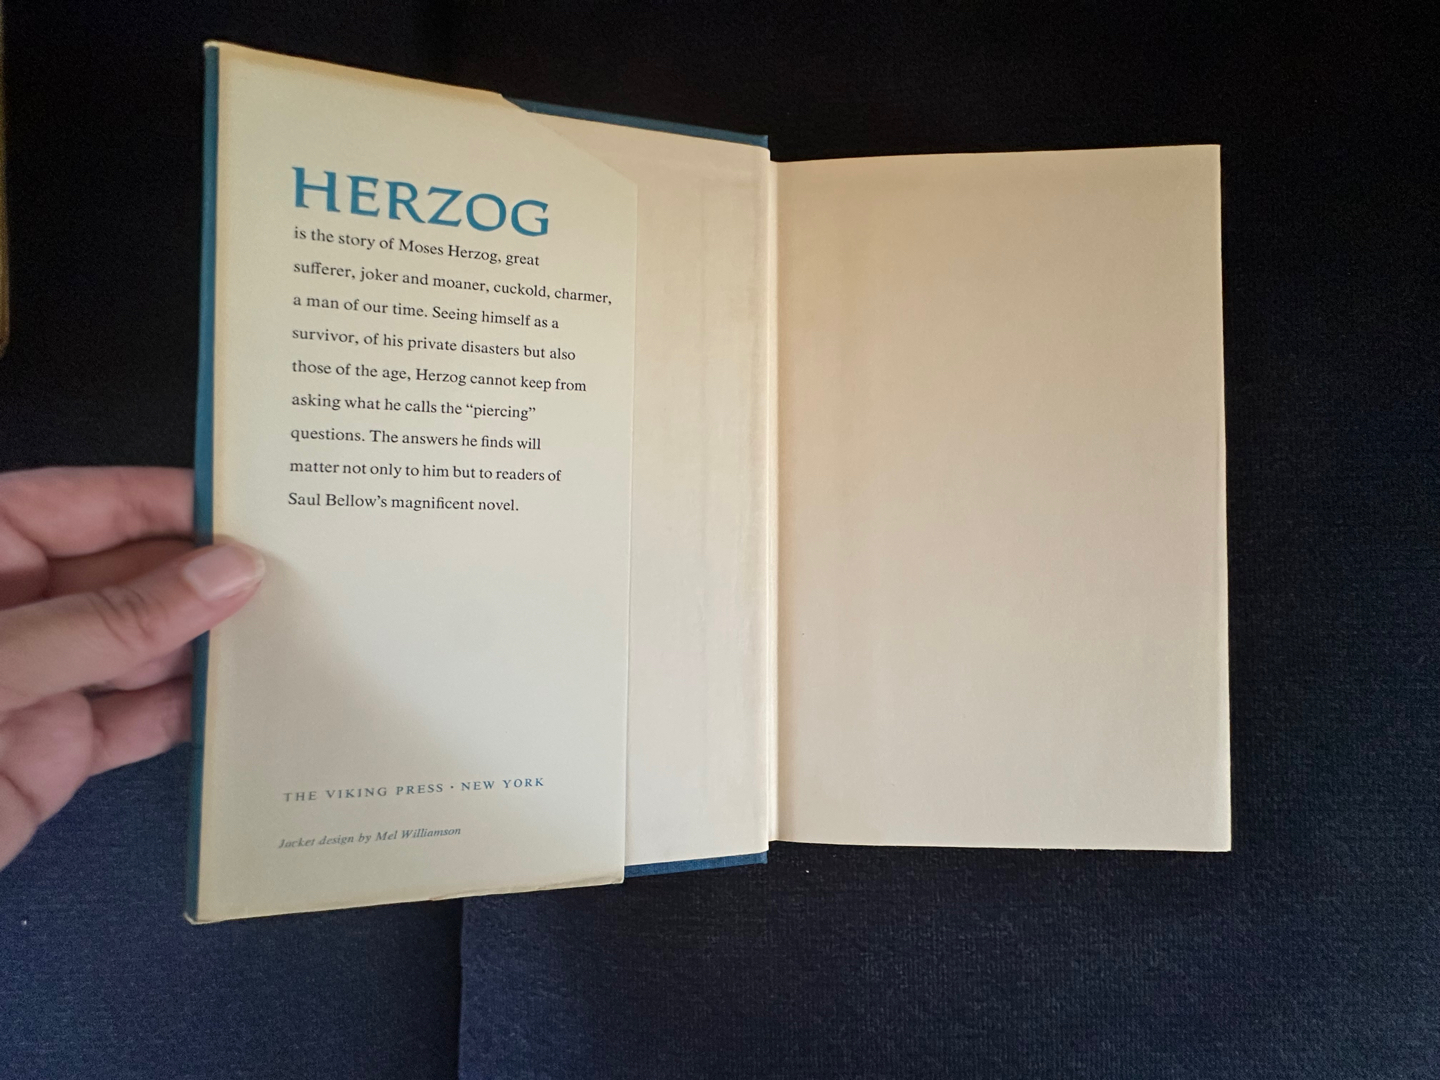 HERZOG
is the story of Moses Herzog, great
sufferer, joker and moaner, cuckold, charmer,
a man of our time. Seeing himself as a
survivor, of his private disasters but also
those of the age, Herzog cannot keep from
asking what he calls the “piercing”
questions. The answers he finds will
matter not only to him but to readers of
Saul Bellow’s magnificent novel.
THE VIKING PRESS · NEW YORK
Jacket design by Mel Williamson